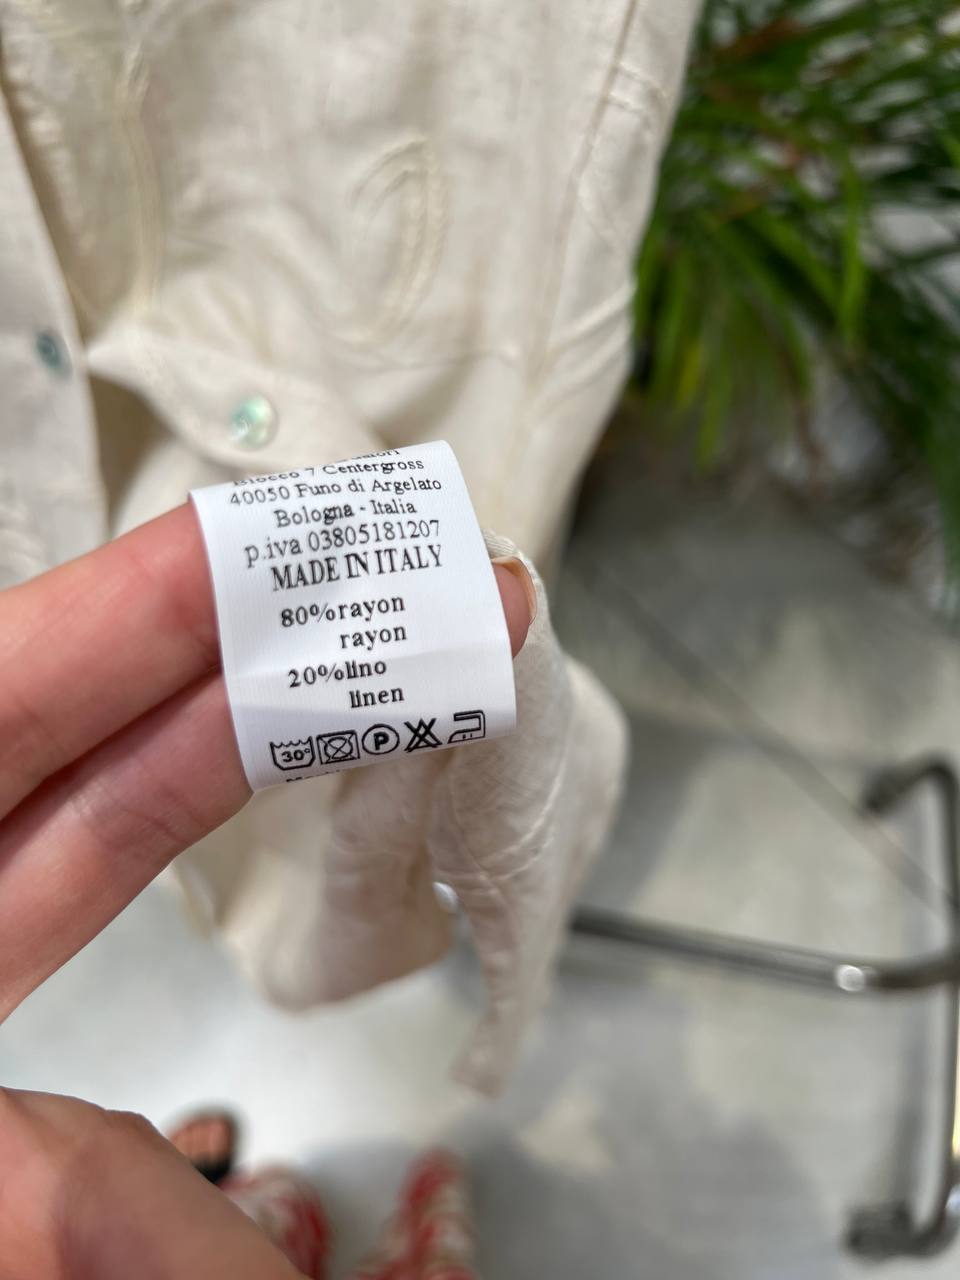 Blocco 7 Centergross
40050 Funo di Argelato
Bologna - Italia
p.iva 03805181207
MADE IN ITALY
80%rayon
rayon
20%lino
linen
30° P